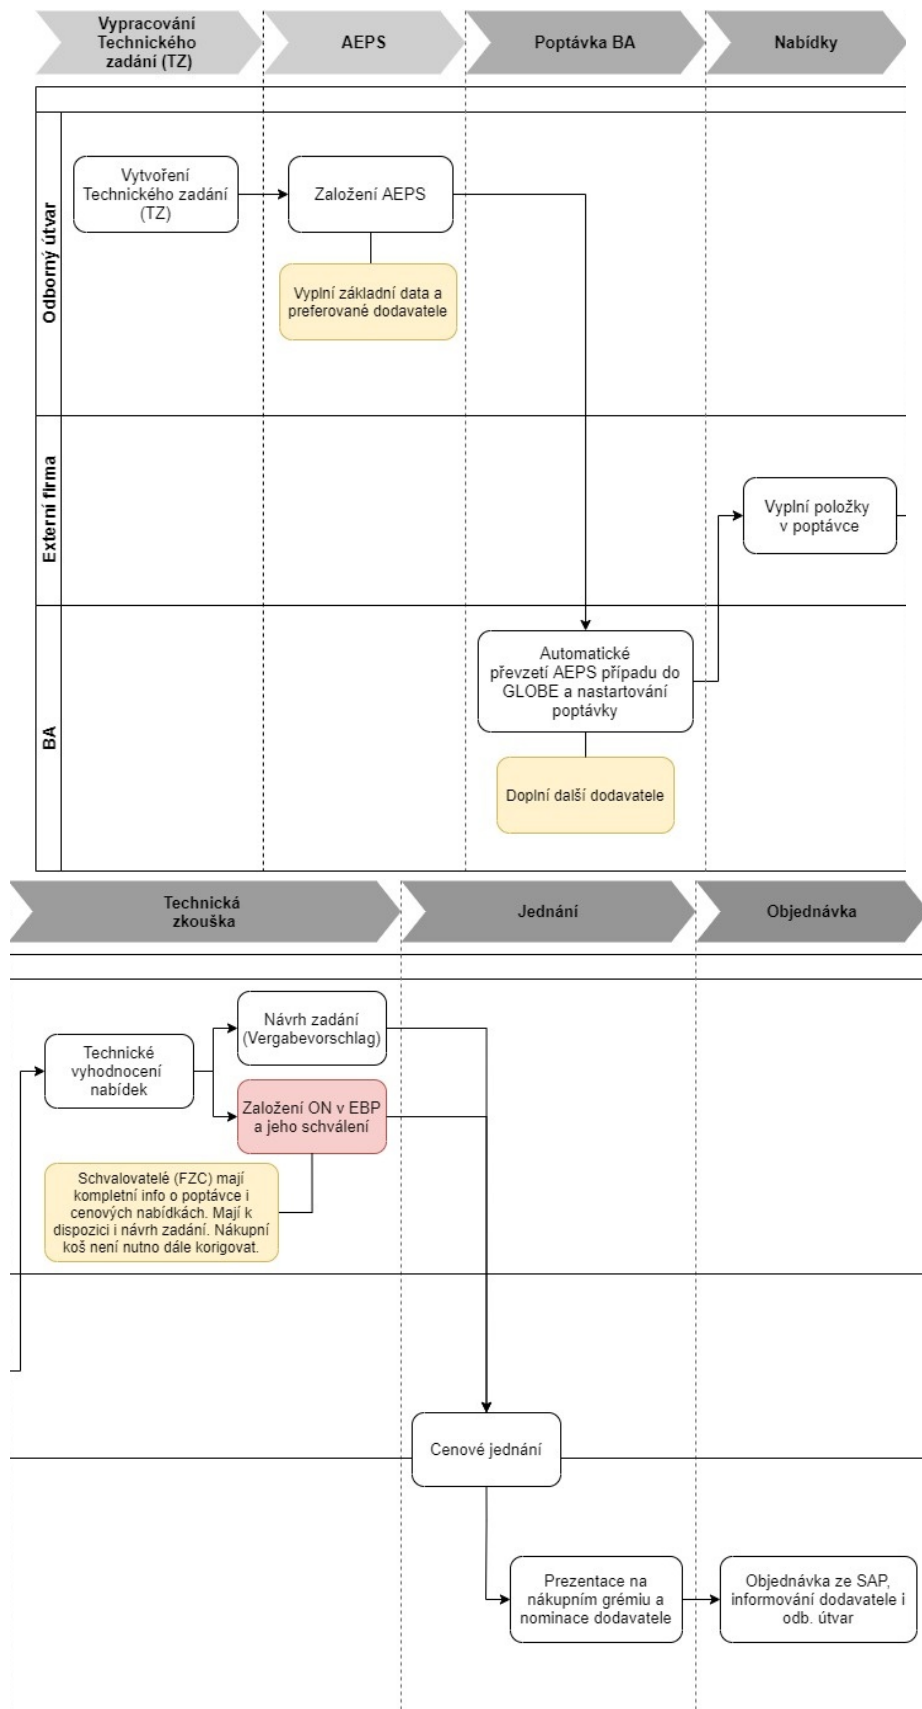 Vypracování
Technického
zadání (TZ)
AEPS
Poptávka BA
Nabídky
Odborný útvar
Vytvoření
Technického zadání
(TZ)
Založení AEPS
Vyplní základní data a
preferované dodavatele
Externí firma
Vyplní položky
v poptávce
BA
Automatické
převzetí AEPS případu do
GLOBE a nastartování
poptávky
Doplní další dodavatele
Technická
zkouška
Jednání
Objednávka
Technické
vyhodnocení
nabídek
Návrh zadání
(Vergabevorschlag)
Založení ON v EBP
a jeho schválení
Schvalovatelé (FZC) mají
kompletní info o poptávce i
cenových nabídkách. Mají k
dispozici i návrh zadání. Nákupní
koš není nutno dále korigovat.
Cenové jednání
Prezentace na
nákupním grémiu a
nominace dodavatele
Objednávka ze SAP,
informování dodavatele i
odb. útvar